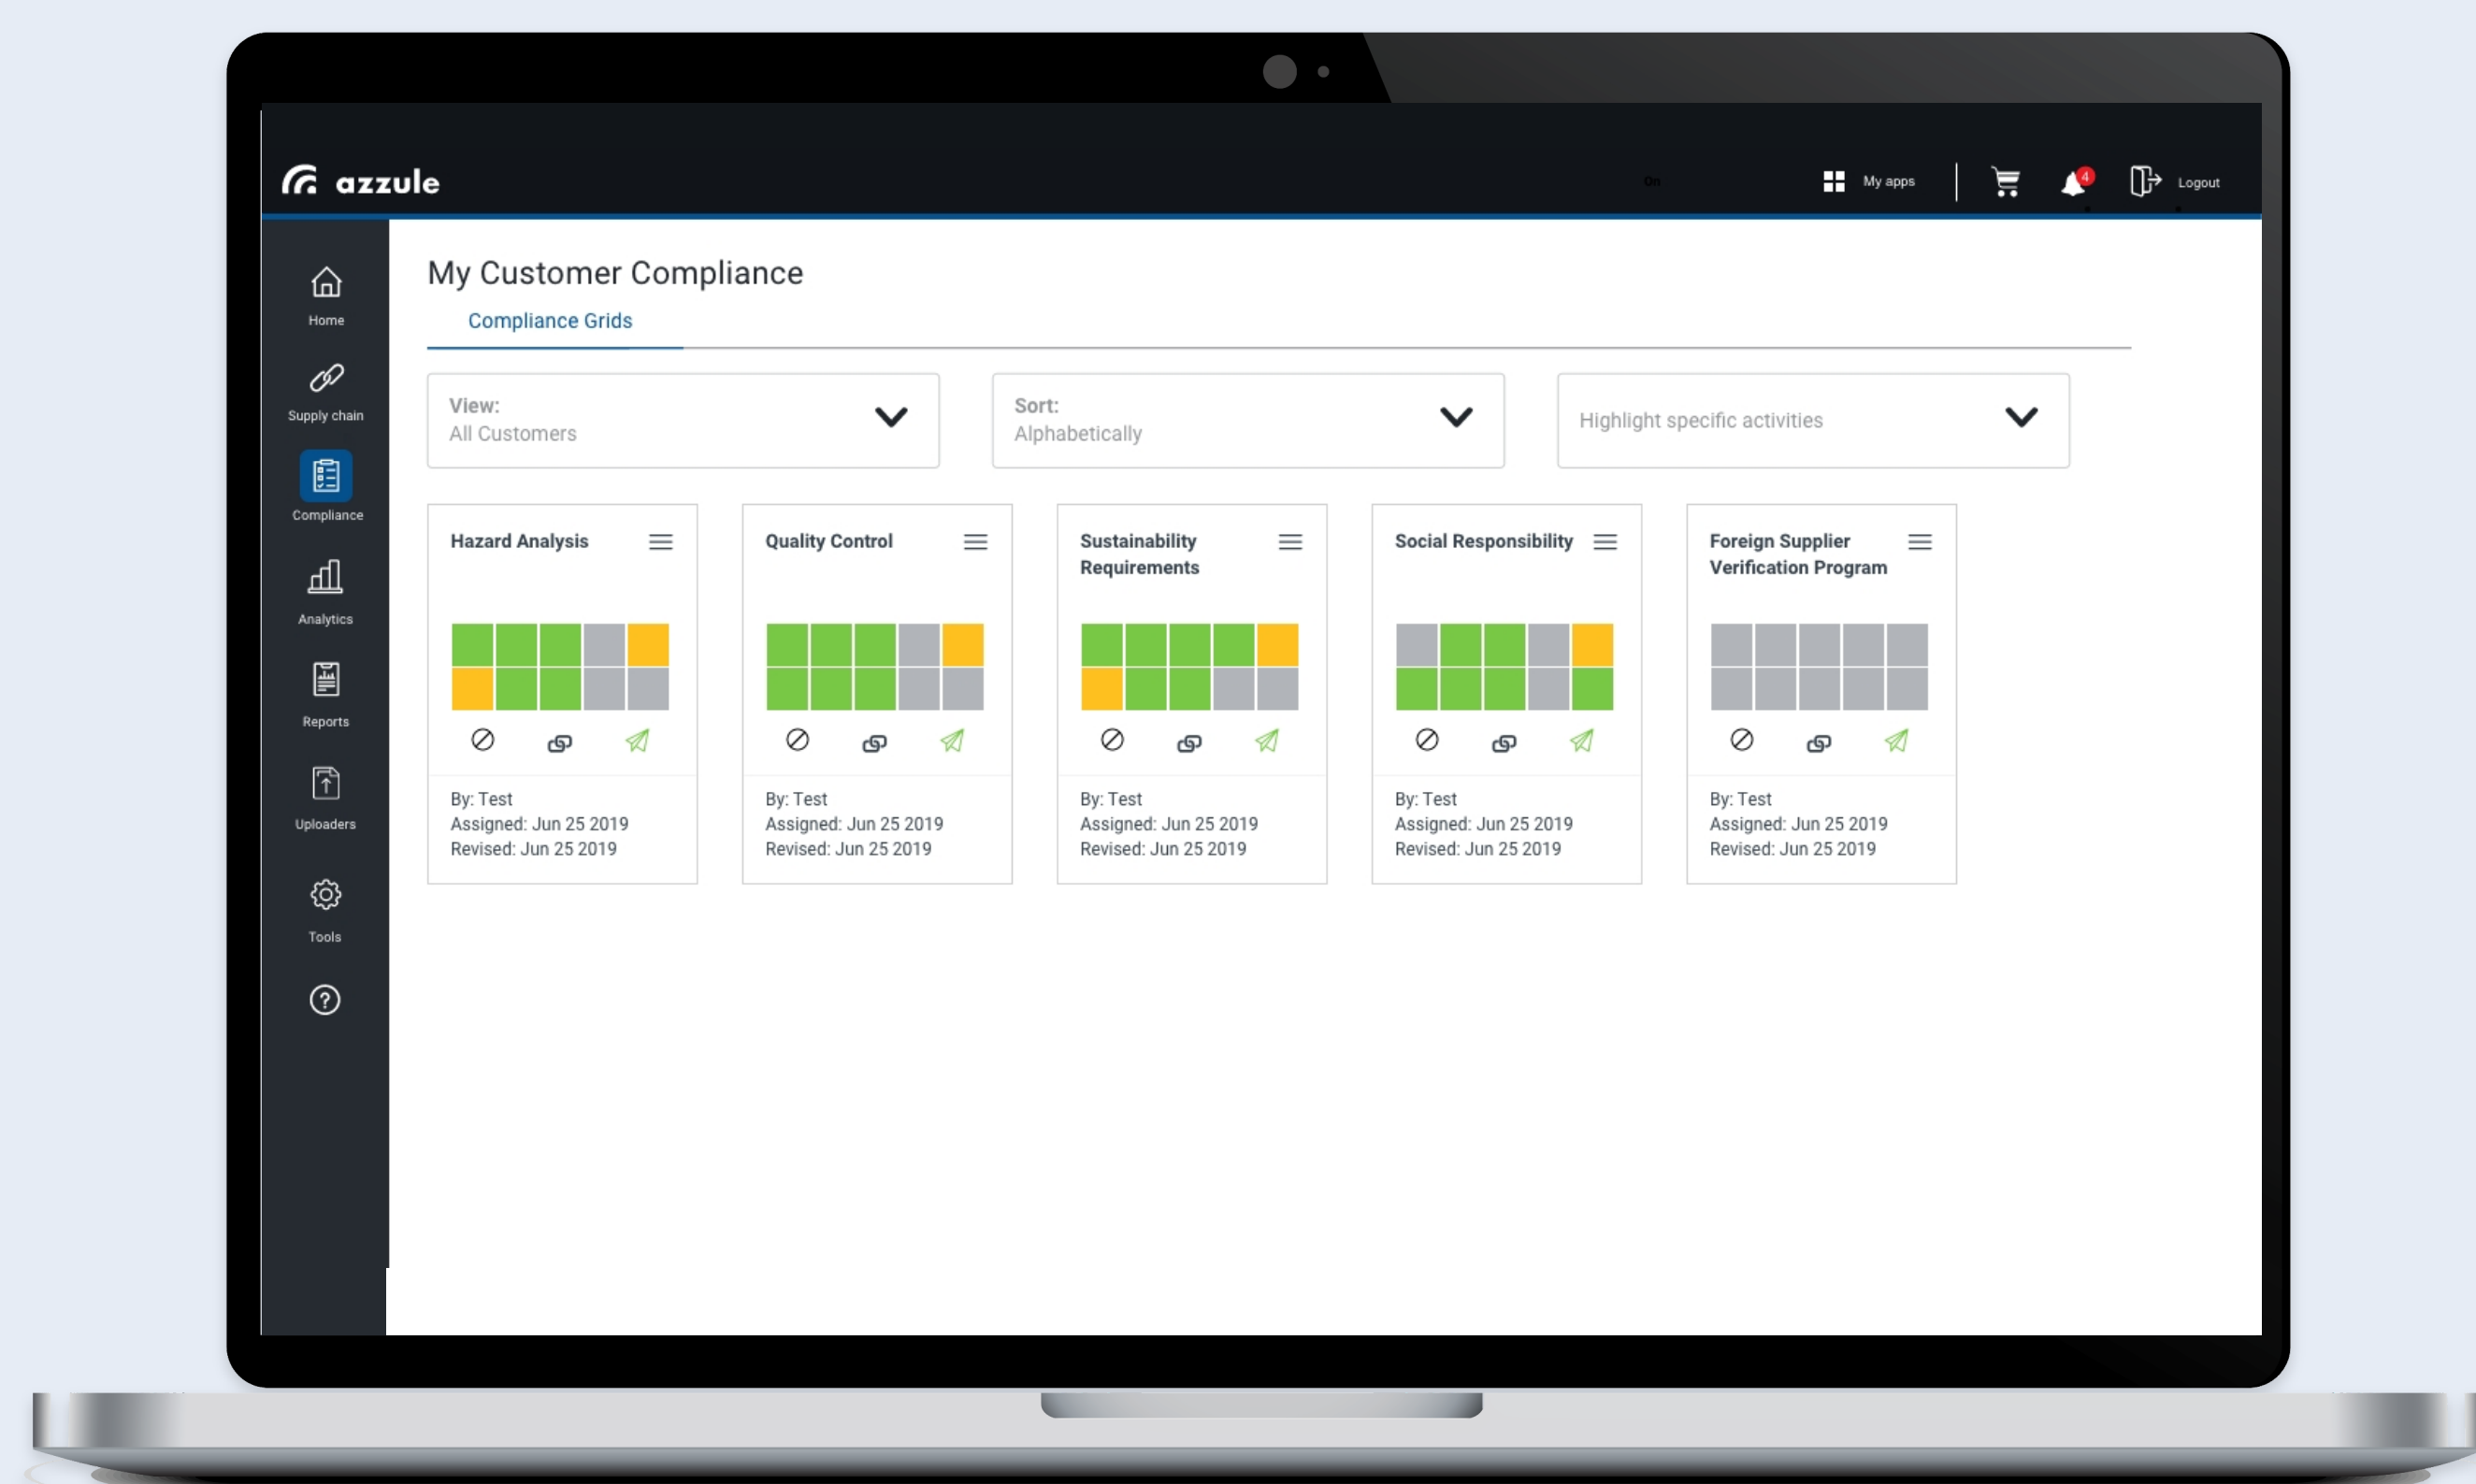 azzule
On
My apps
4
Logout
Home
Supply chain
Compliance
Analytics
Reports
Uploaders
Tools
?
My Customer Compliance
Compliance Grids
View:
All Customers
Sort:
Alphabetically
Highlight specific activities
Hazard Analysis
By: Test
Assigned: Jun 25 2019
Revised: Jun 25 2019
Quality Control
By: Test
Assigned: Jun 25 2019
Revised: Jun 25 2019
Sustainability
Requirements
By: Test
Assigned: Jun 25 2019
Revised: Jun 25 2019
Social Responsibility
By: Test
Assigned: Jun 25 2019
Revised: Jun 25 2019
Foreign Supplier
Verification Program
By: Test
Assigned: Jun 25 2019
Revised: Jun 25 2019